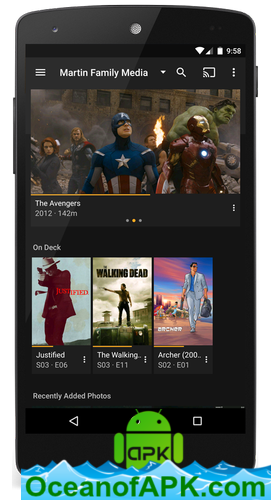 9:58
Martin Family Media
The Avengers
2012 · 142m
On Deck
JUSTIFIED
THE
WALKING DEAD
ARCHER
Justified
S03 · E06
The Walking..
S03 · E11
Archer (200..
S02 · E01
Recently Added Photos
apk
OceanofAPK.com